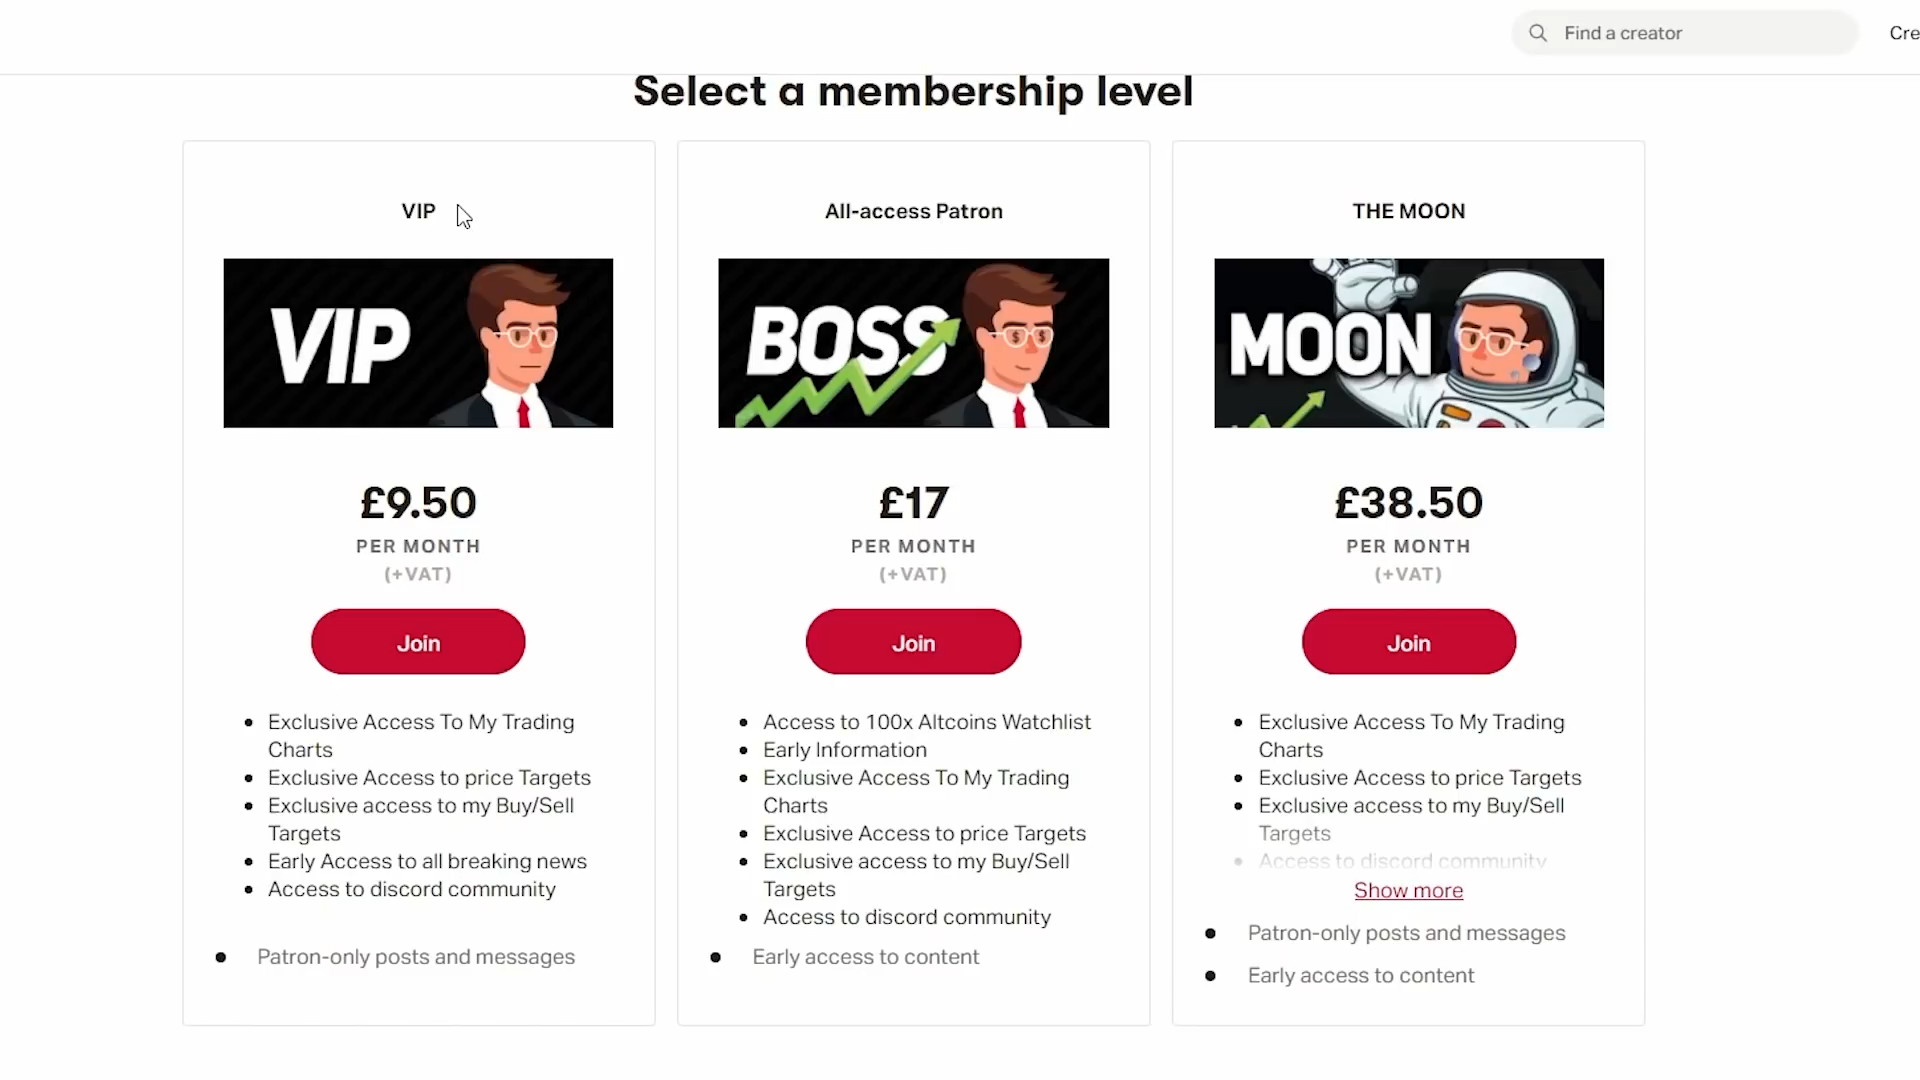 Find a creator
Cre
Select a membership level
VIP
VIP
£9.50
PER MONTH
(+VAT)
Join
Exclusive Access To My Trading
Charts
Exclusive Access to price Targets
Exclusive access to my Buy/Sell
Targets
Early Access to all breaking news
Access to discord community
Patron-only posts and messages
All-access Patron
BOSS
£17
PER MONTH
(+VAT)
Join
Access to 100x Altcoins Watchlist
Early Information
Exclusive Access To My Trading
Charts
Exclusive Access to price Targets
Exclusive access to my Buy/Sell
Targets
Access to discord community
Early access to content
THE MOON
MOON
£38.50
PER MONTH
(+VAT)
Join
Exclusive Access To My Trading
Charts
Exclusive Access to price Targets
Exclusive access to my Buy/Sell
Targets
Access to discord community
Show more
Patron-only posts and messages
Early access to content